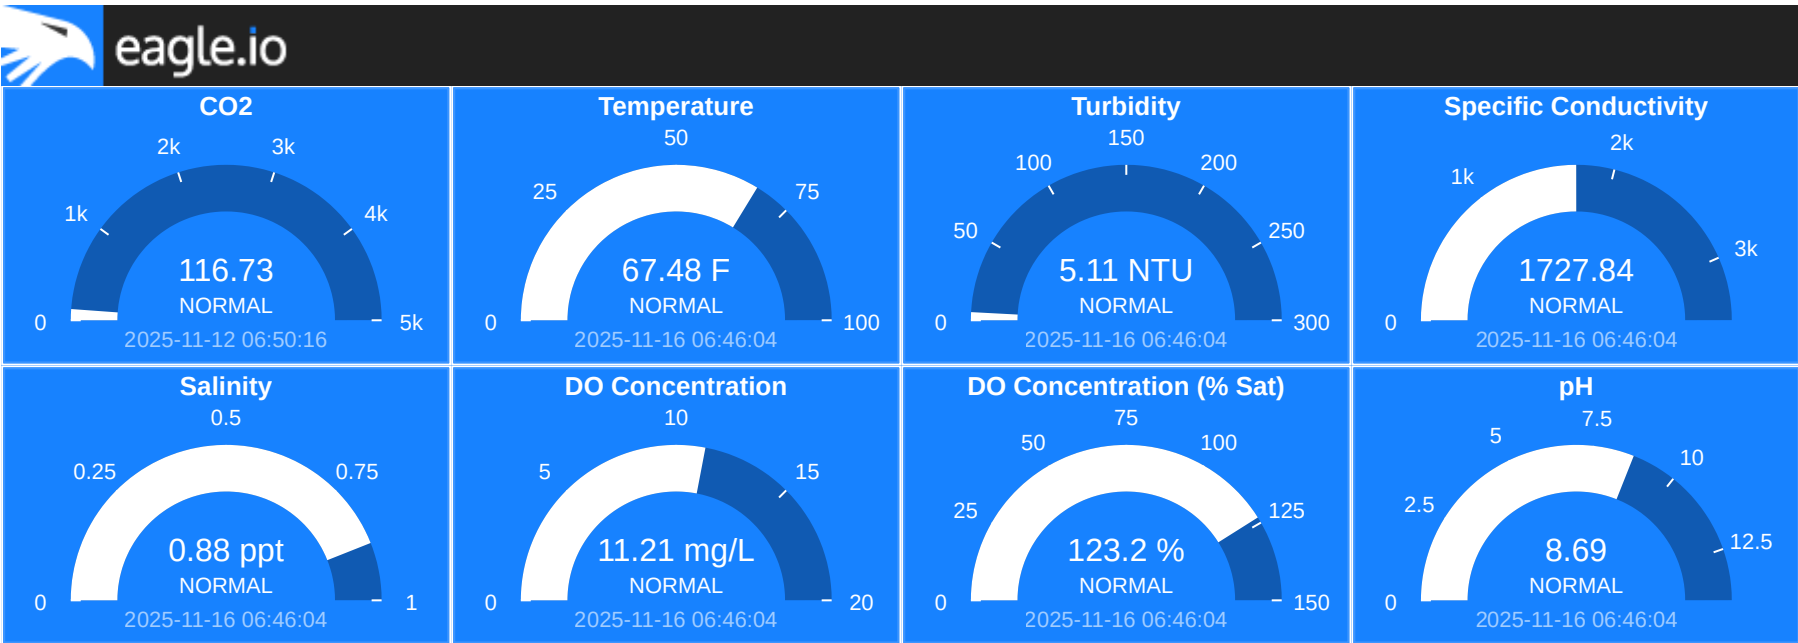 eagle.io
CO2
0
1k
2k
3k
4k
5k
116.73
NORMAL
2025-11-12 06:50:16
Temperature
0
25
50
75
100
67.48 F
NORMAL
2025-11-16 06:46:04
Turbidity
0
50
100
150
200
250
300
5.11 NTU
NORMAL
2025-11-16 06:46:04
Specific Conductivity
0
1k
2k
3k
1727.84
NORMAL
2025-11-16 06:46:04
Salinity
0
0.25
0.5
0.75
1
0.88 ppt
NORMAL
2025-11-16 06:46:04
DO Concentration
0
5
10
15
20
11.21 mg/L
NORMAL
2025-11-16 06:46:04
DO Concentration (% Sat)
0
25
50
75
100
125
150
123.2 %
NORMAL
2025-11-16 06:46:04
pH
0
2.5
5
7.5
10
12.5
8.69
NORMAL
2025-11-16 06:46:04